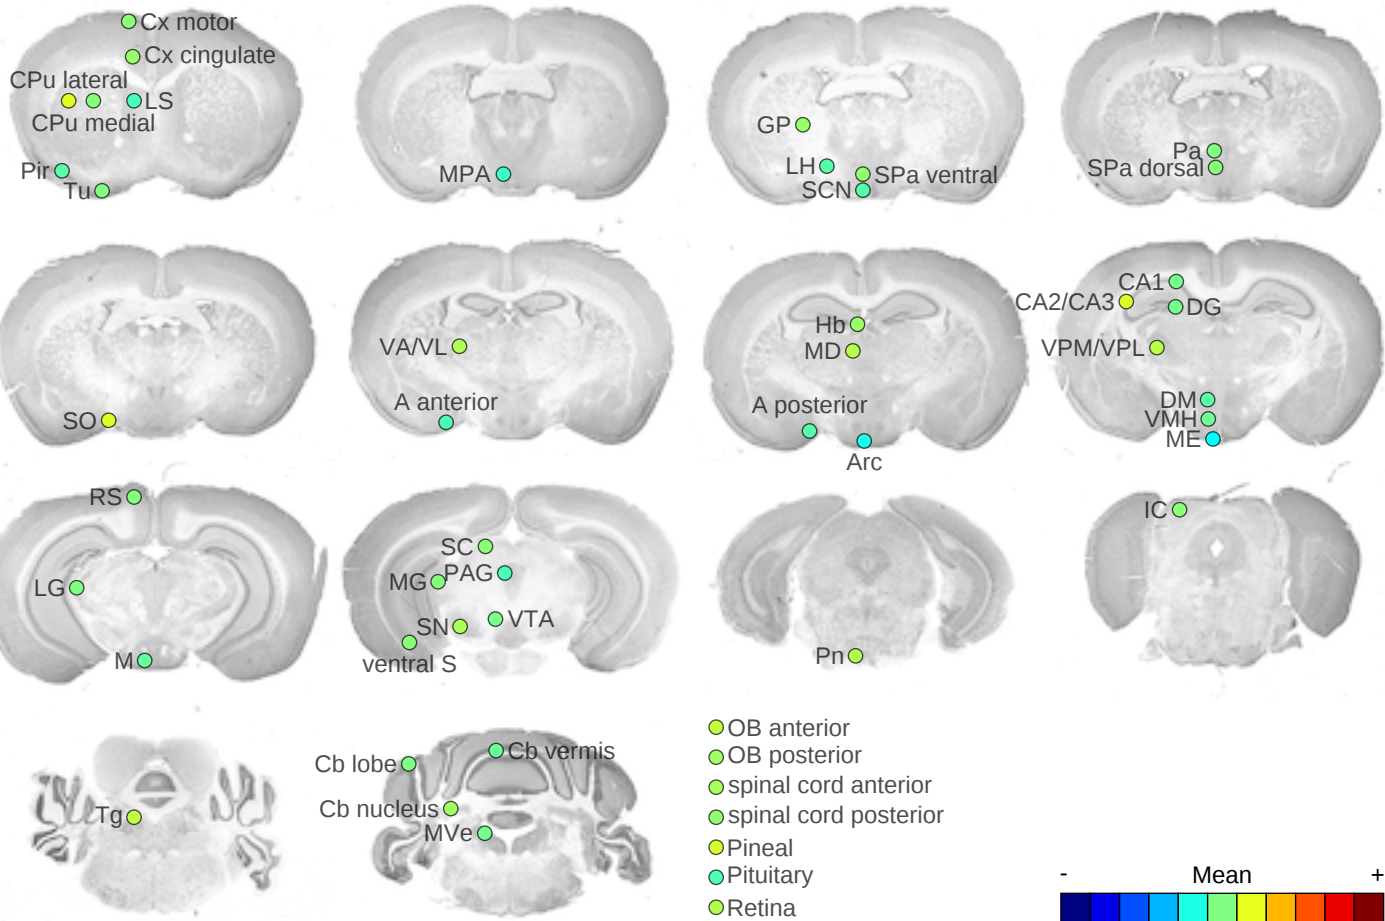 Cx motor
Cx cingulate
CPu lateral
LS
CPu medial
Pir
Tu
MPA
GP
LH
SPa ventral
SCN
Pa
SPa dorsal
SO
VA/VL
A anterior
Hb
MD
A posterior
Arc
CA1
CA2/CA3
DG
VPM/VPL
DM
VMH
ME
RS
LG
M
SC
MG
PAG
SN
VTA
ventral S
Pn
IC
Tg
Cb lobe
Cb vermis
Cb nucleus
MVe
OB anterior
OB posterior
spinal cord anterior
spinal cord posterior
Pineal
Pituitary
Retina
- Mean +